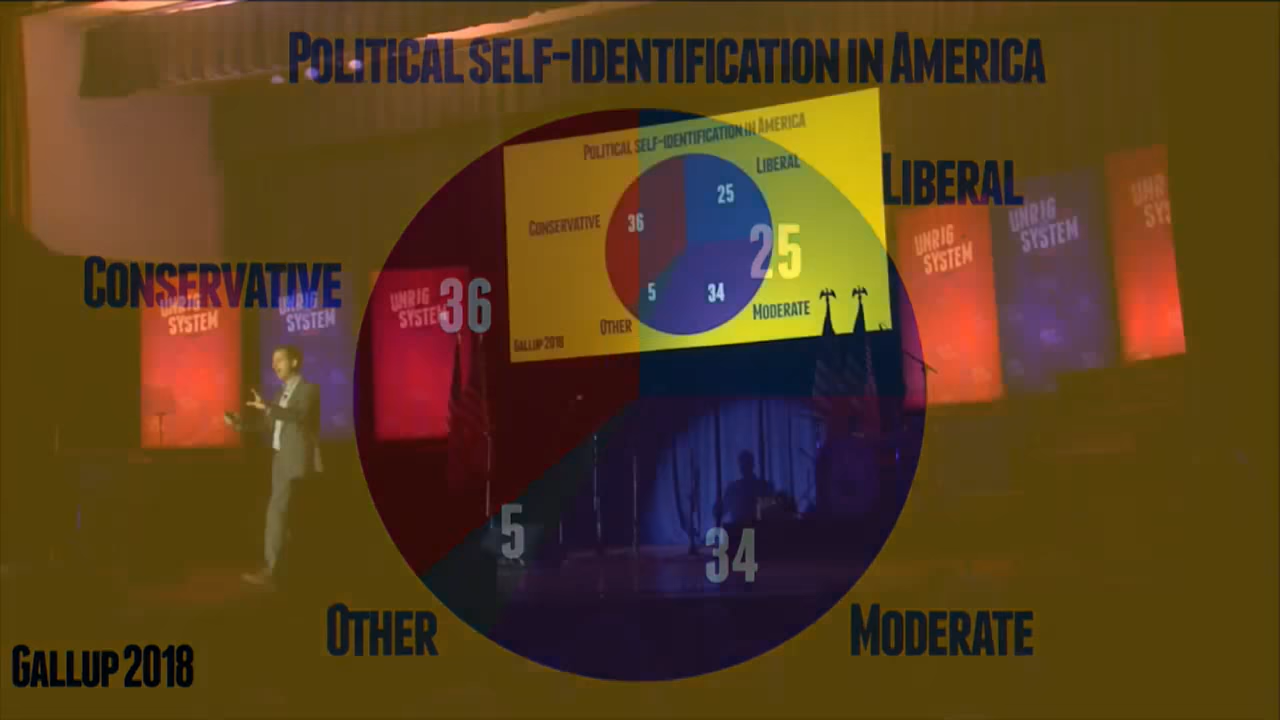 POLITICAL SELF-IDENTIFICATION IN AMERICA
LIBERAL
25
CONSERVATIVE
36
5
34
OTHER
MODERATE
GALLUP 2018
POLITICAL SELF-IDENTIFICATION IN AMERICA
LIBERAL
25
CONSERVATIVE
36
5
34
MODERATE
OTHER
GALLUP 2018
UNRIG
SYSTEM
UNRIG
SYSTEM
UNRIG
SYSTEM
UNRIG
SYSTEM
UNRIG
SYSTEM
UNR
SYS